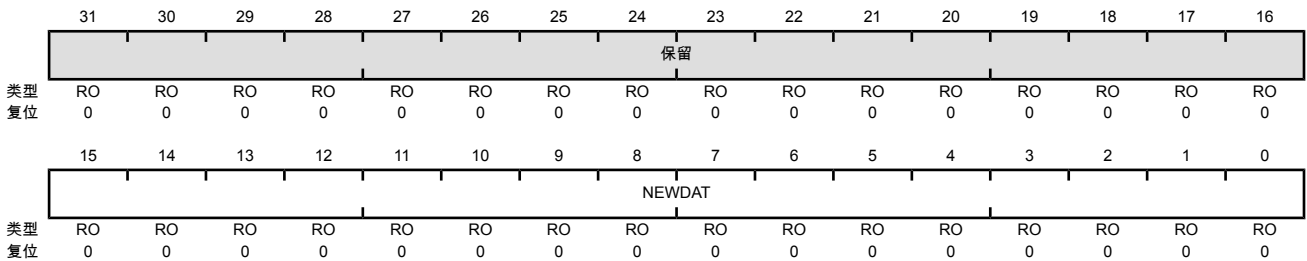 31 30 29 28 27 26 25 24 23 22 21 20 19 18 17 16
保留
类型 RO RO RO RO RO RO RO RO RO RO RO RO RO RO RO RO
复位 0 0 0 0 0 0 0 0 0 0 0 0 0 0 0 0
15 14 13 12 11 10 9 8 7 6 5 4 3 2 1 0
NEWDAT
类型 RO RO RO RO RO RO RO RO RO RO RO RO RO RO RO RO
复位 0 0 0 0 0 0 0 0 0 0 0 0 0 0 0 0